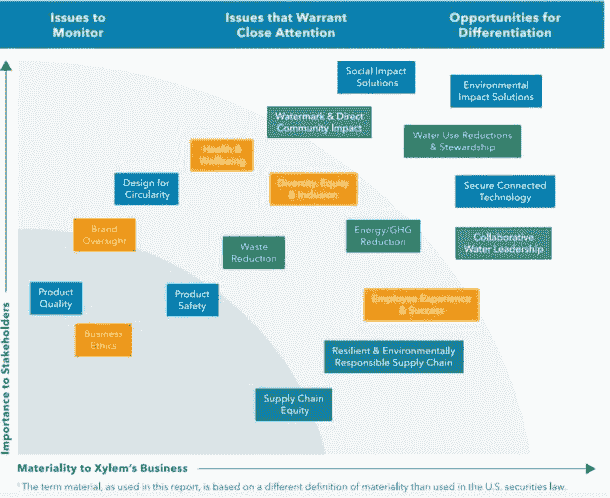 Issues to
Monitor
Issues that Warrant
Close Attention
Opportunities for
Differentiation
Social Impact
Solutions
Environmental
Impact Solutions
Watermark & Direct
Community Impact
Water Use Reductions
& Stewardship
Health &
Wellbeing
Design for
Circularity
Diversity, Equity
& Inclusion
Secure Connected
Technology
Brand
Oversight
Waste
Reduction
Energy/GHG
Reduction
Collaborative
Water Leadership
Product
Quality
Product
Safety
Employee Experience
& Success
Business
Ethics
Resilient & Environmentally
Responsible Supply Chain
Supply Chain
Equity
Importance to Stakeholders
Materiality to Xylem's Business
The term material, as used in this report, is based on a different definition of materiality than used in the U.S. securities law.